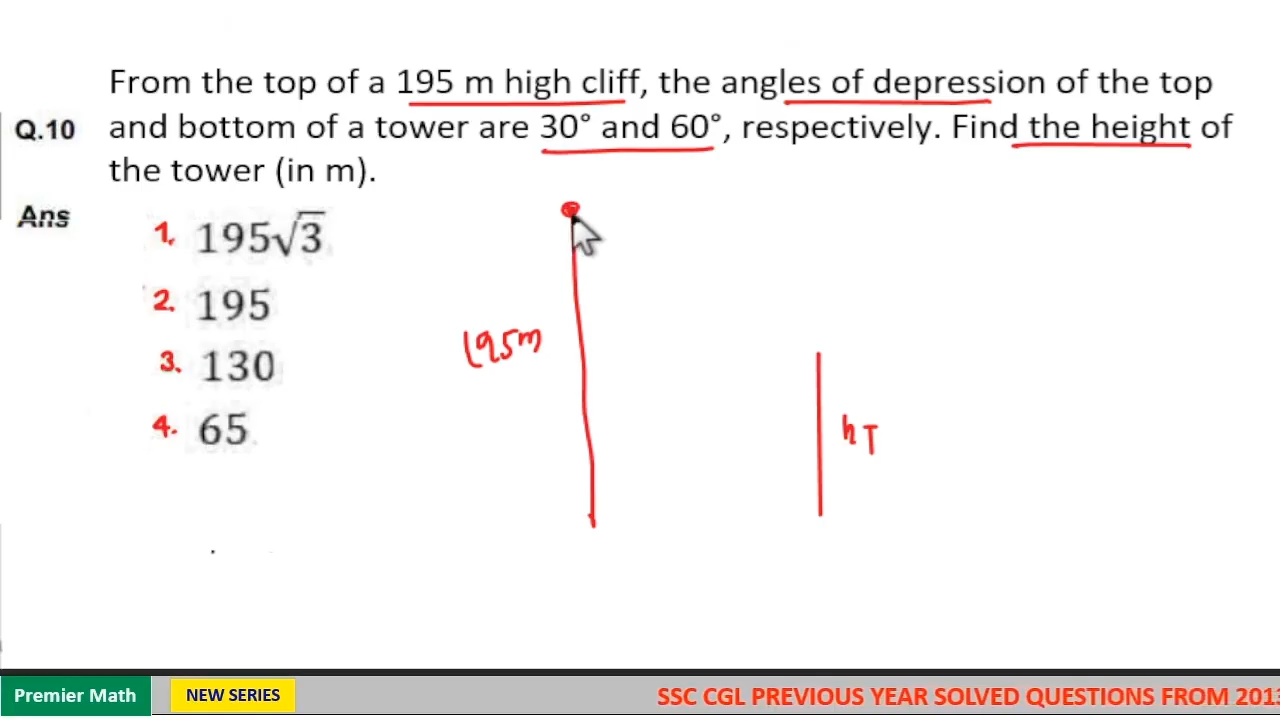 From the top of a 195 m high cliff, the angles of depression of the top
Q.10 and bottom of a tower are 30° and 60°, respectively. Find the height of
the tower (in m).
Ans
1. 195√3
2. 195
3. 130
4. 65
195m
hT
Premier Math NEW SERIES SSC CGL PREVIOUS YEAR SOLVED QUESTIONS FROM 2013